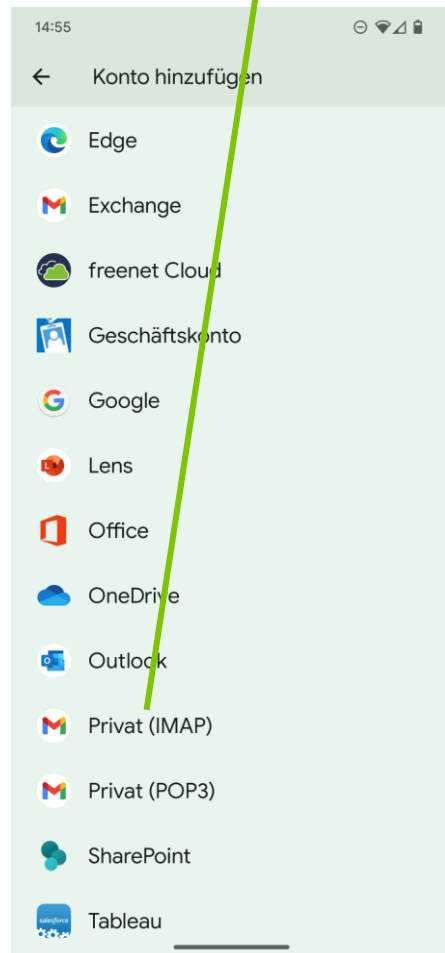 14:55
Konto hinzufügen
Edge
Exchange
freenet Cloud
Geschäftskonto
Google
Lens
Office
OneDrive
Outlook
Privat (IMAP)
Privat (POP3)
SharePoint
salesforce
Tableau